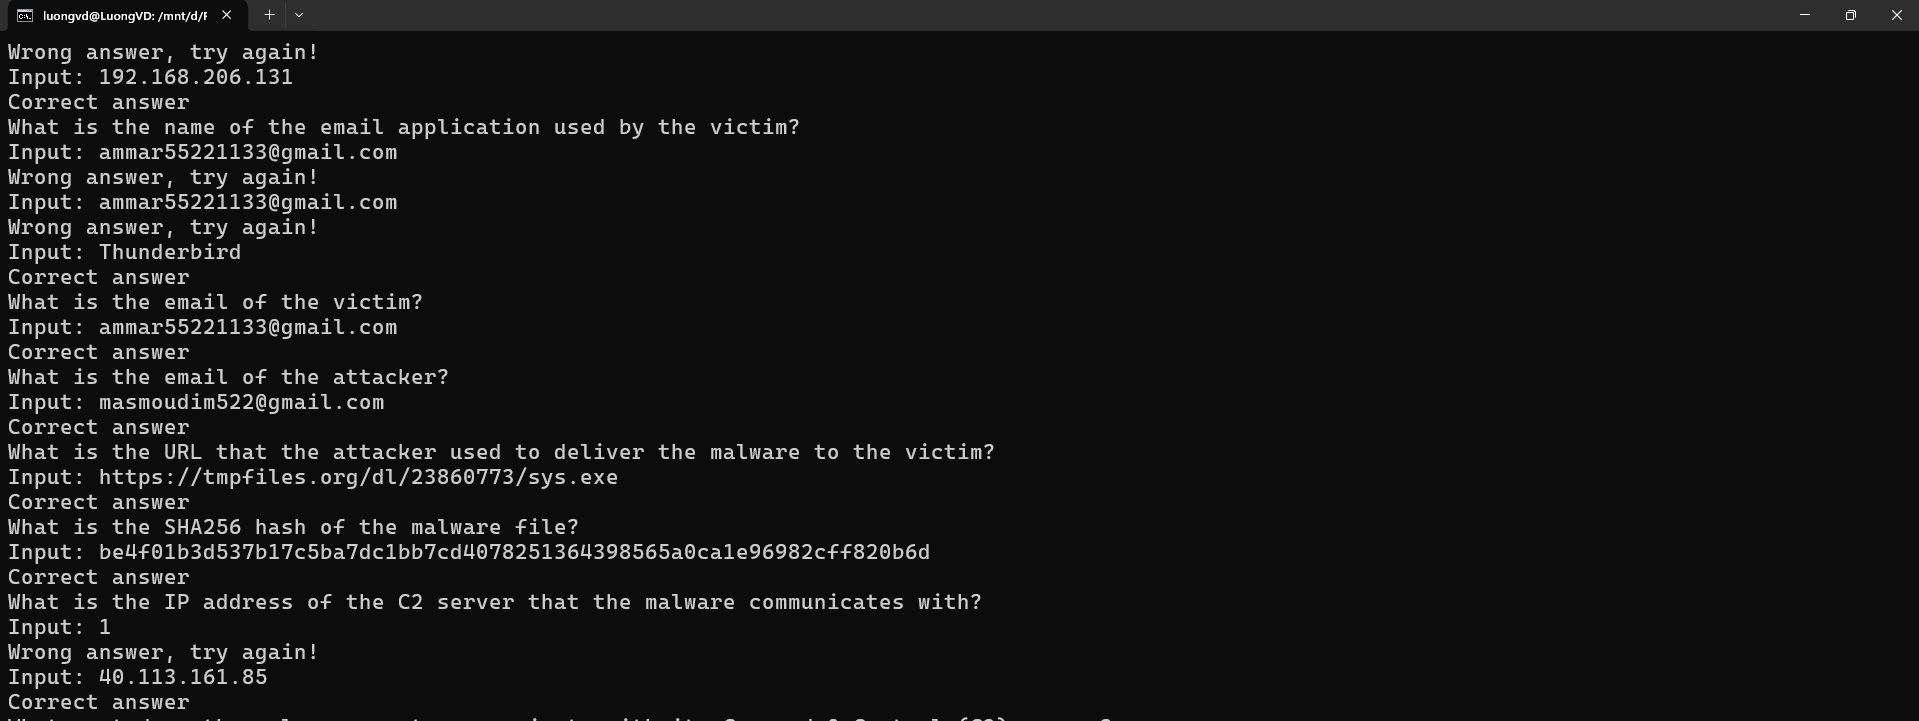 luongvd@LuongVD: /mnt/d/F
Wrong answer, try again!
Input: 192.168.206.131
Correct answer
What is the name of the email application used by the victim?
Input: ammar55221133@gmail.com
Wrong answer, try again!
Input: ammar55221133@gmail.com
Wrong answer, try again!
Input: Thunderbird
Correct answer
What is the email of the victim?
Input: ammar55221133@gmail.com
Correct answer
What is the email of the attacker?
Input: masmoudim522@gmail.com
Correct answer
What is the URL that the attacker used to deliver the malware to the victim?
Input: https://tmpfiles.org/dl/23860773/sys.exe
Correct answer
What is the SHA256 hash of the malware file?
Input: be4f01b3d537b17c5ba7dc1bb7cd4078251364398565a0ca1e96982cff820b6d
Correct answer
What is the IP address of the C2 server that the malware communicates with?
Input: 1
Wrong answer, try again!
Input: 40.113.161.85
Correct answer